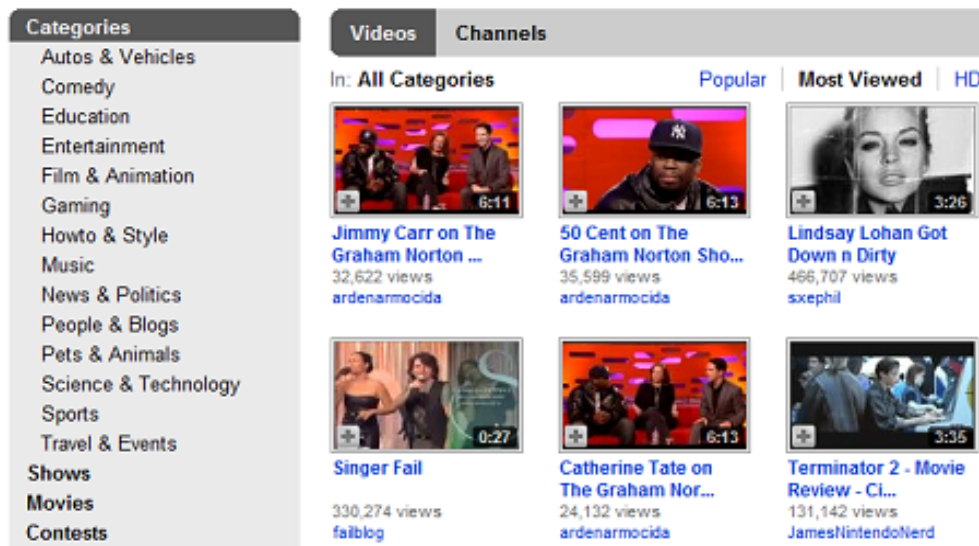 Categories
Autos & Vehicles
Comedy
Education
Entertainment
Film & Animation
Gaming
Howto & Style
Music
News & Politics
People & Blogs
Pets & Animals
Science & Technology
Sports
Travel & Events
Shows
Movies
Contests
Videos Channels
In: All Categories Popular Most Viewed HD
6:11
Jimmy Carr on The
Graham Norton ...
32,622 views
ardenarmocida
NY
6:13
50 Cent on The
Graham Norton Sho...
35,599 views
ardenarmocida
3:26
Lindsay Lohan Got
Down n Dirty
466,707 views
sxephil
0:27
Singer Fail
330,274 views
failblog
6:13
Catherine Tate on
The Graham Nor...
24,132 views
ardenarmocida
3:35
Terminator 2 - Movie
Review - Ci...
131,142 views
JamesNintendoNerd